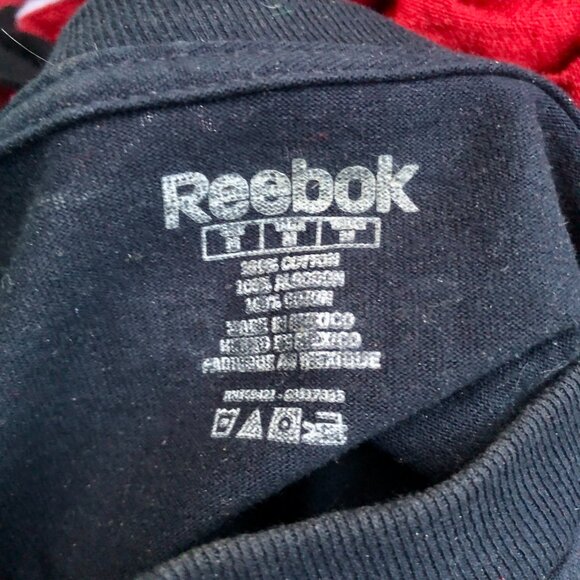 Reebok
100% COTTON
100% ALGODON
100% COTON
MADE IN MEXICO
HECHO EN MEXICO
FABRIQUE AU MEXIQUE